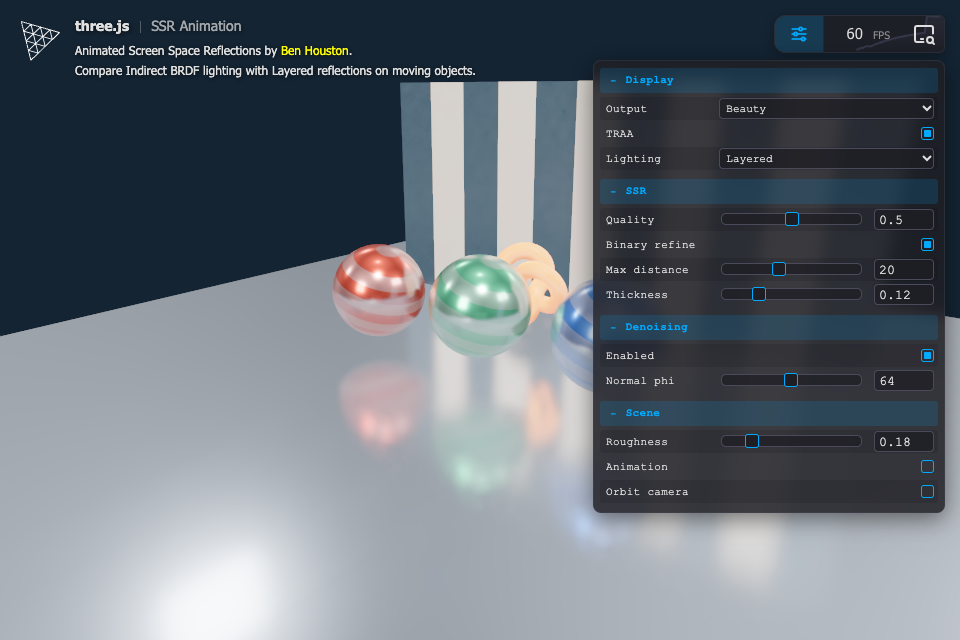 three.js | SSR Animation
Animated Screen Space Reflections by Ben Houston.
Compare Indirect BRDF lighting with Layered reflections on moving objects.
60 FPS
– Display
Output Beauty
TRAA
Lighting Layered
– SSR
Quality 0.5
Binary refine
Max distance 20
Thickness 0.12
– Denoising
Enabled
Normal phi 64
– Scene
Roughness 0.18
Animation
Orbit camera